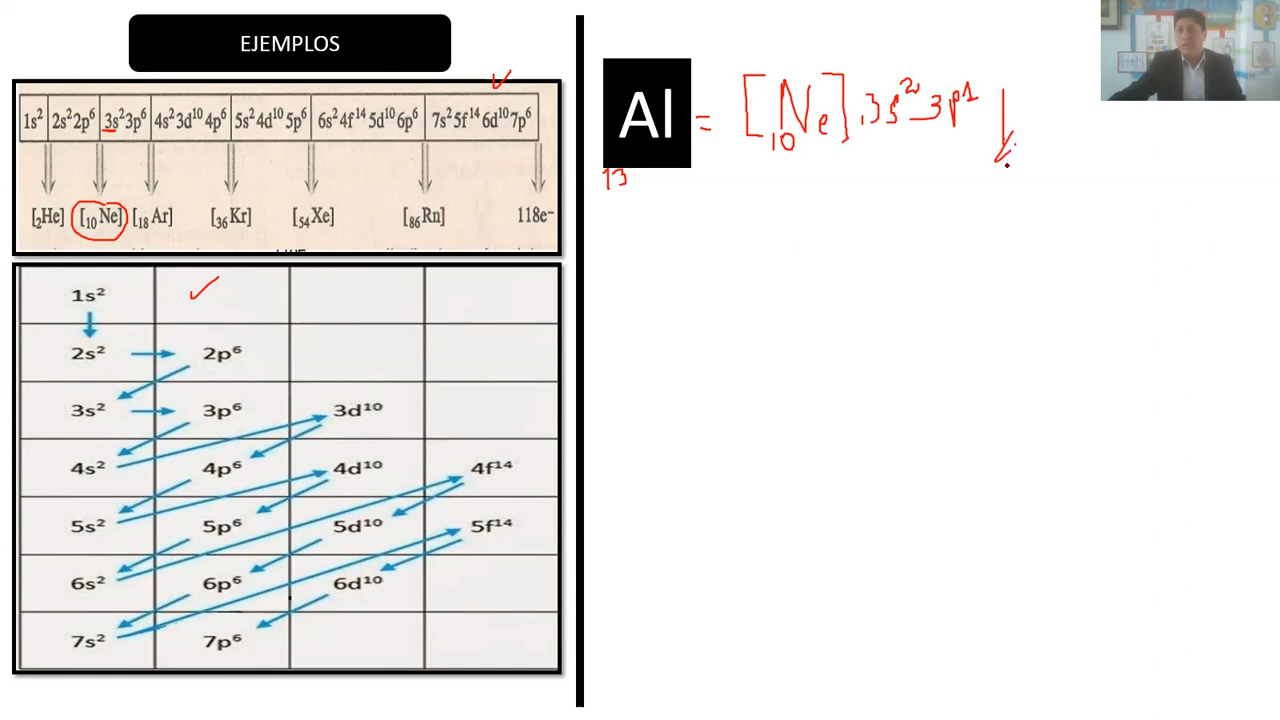 EJEMPLOS
1s² 2s²2p⁶ 3s²3p⁶ 4s²3d¹⁰4p⁶ 5s²4d¹⁰5p⁶ 6s²4f¹⁴5d¹⁰6p⁶ 7s²5f¹⁴6d¹⁰7p⁶
[₂He] [₁₀Ne] [₁₈Ar] [₃₆Kr] [₅₄Xe] [₈₆Rn] 118e⁻
1s²
2s² 2p⁶
3s² 3p⁶ 3d¹⁰
4s² 4p⁶ 4d¹⁰ 4f¹⁴
5s² 5p⁶ 5d¹⁰ 5f¹⁴
6s² 6p⁶ 6d¹⁰
7s² 7p⁶
Al = [₁₀Ne] 3s² 3p¹
13